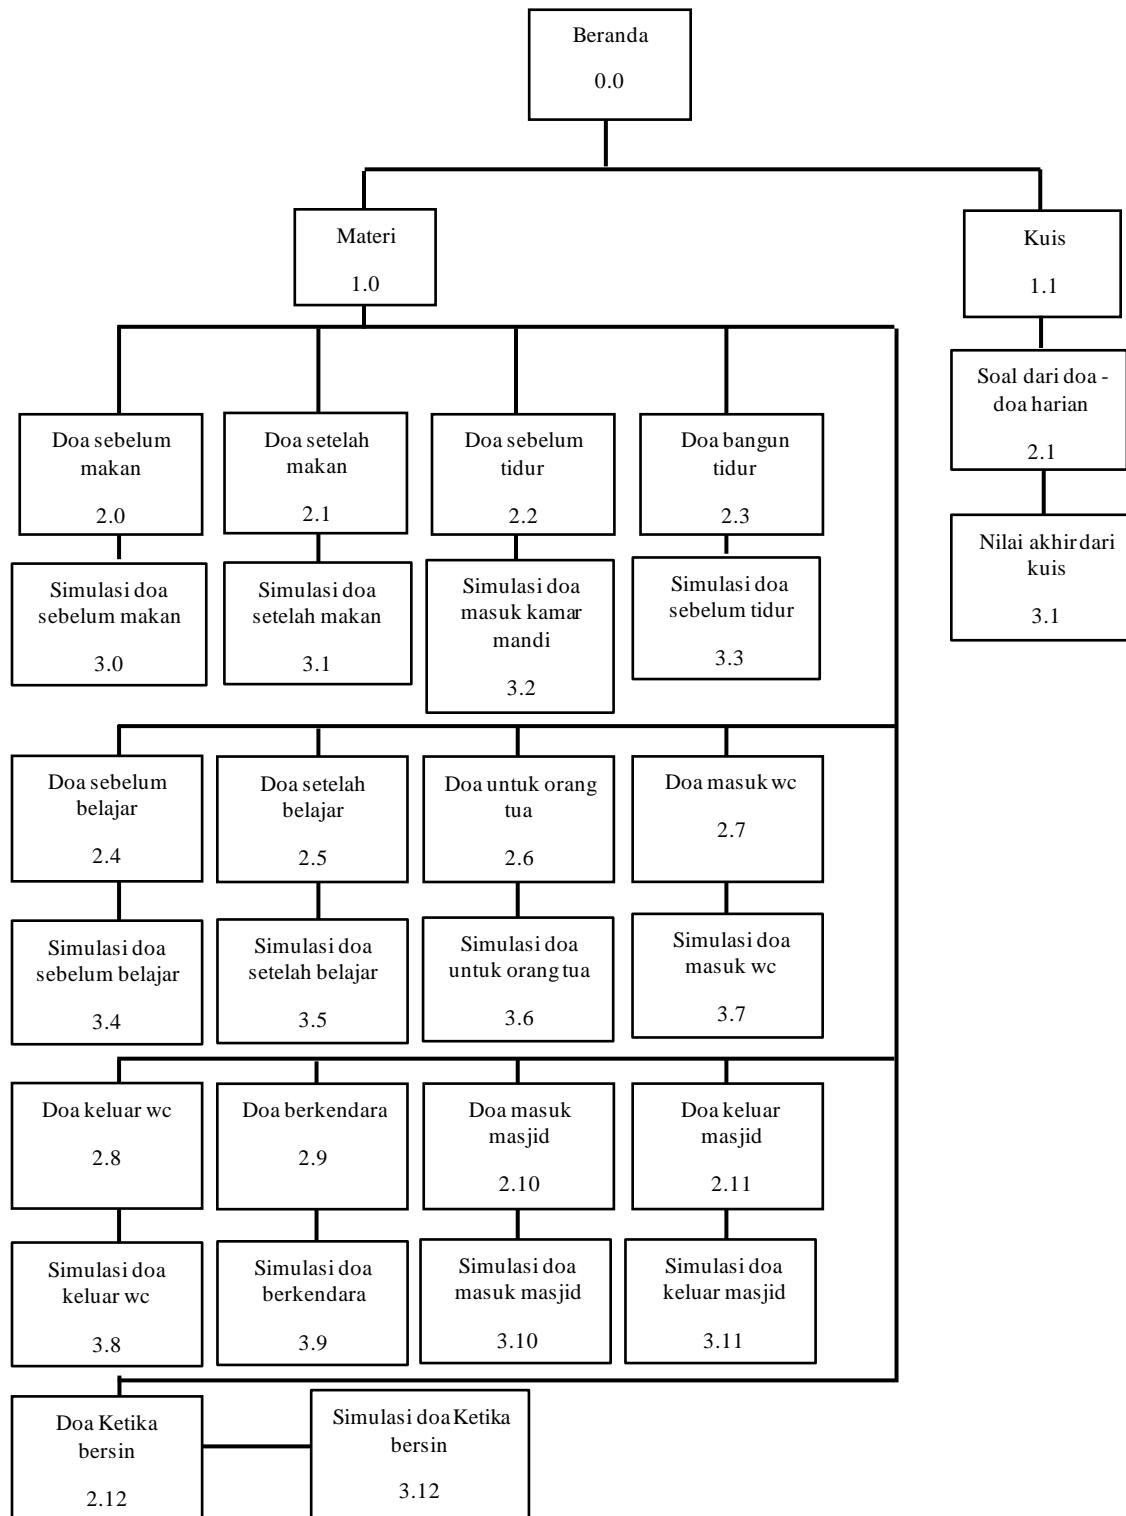 Beranda
0.0
Materi
1.0
Kuis
1.1
Soal dari doa -
doa harian
2.1
Nilai akhir dari
kuis
3.1
Doa sebelum
makan
2.0
Doa setelah
makan
2.1
Doa sebelum
tidur
2.2
Doa bangun
tidur
2.3
Simulasi doa
sebelum makan
3.0
Simulasi doa
setelah makan
3.1
Simulasi doa
masuk kamar
mandi
3.2
Simulasi doa
sebelum tidur
3.3
Doa sebelum
belajar
2.4
Doa setelah
belajar
2.5
Doa untuk orang
tua
2.6
Doa masuk wc
2.7
Simulasi doa
sebelum belajar
3.4
Simulasi doa
setelah belajar
3.5
Simulasi doa
untuk orang tua
3.6
Simulasi doa
masuk wc
3.7
Doa keluar wc
2.8
Doa berkendara
2.9
Doa masuk
masjid
2.10
Doa keluar
masjid
2.11
Simulasi doa
keluar wc
3.8
Simulasi doa
berkendara
3.9
Simulasi doa
masuk masjid
3.10
Simulasi doa
keluar masjid
3.11
Doa Ketika
bersin
2.12
Simulasi doa Ketika
bersin
3.12